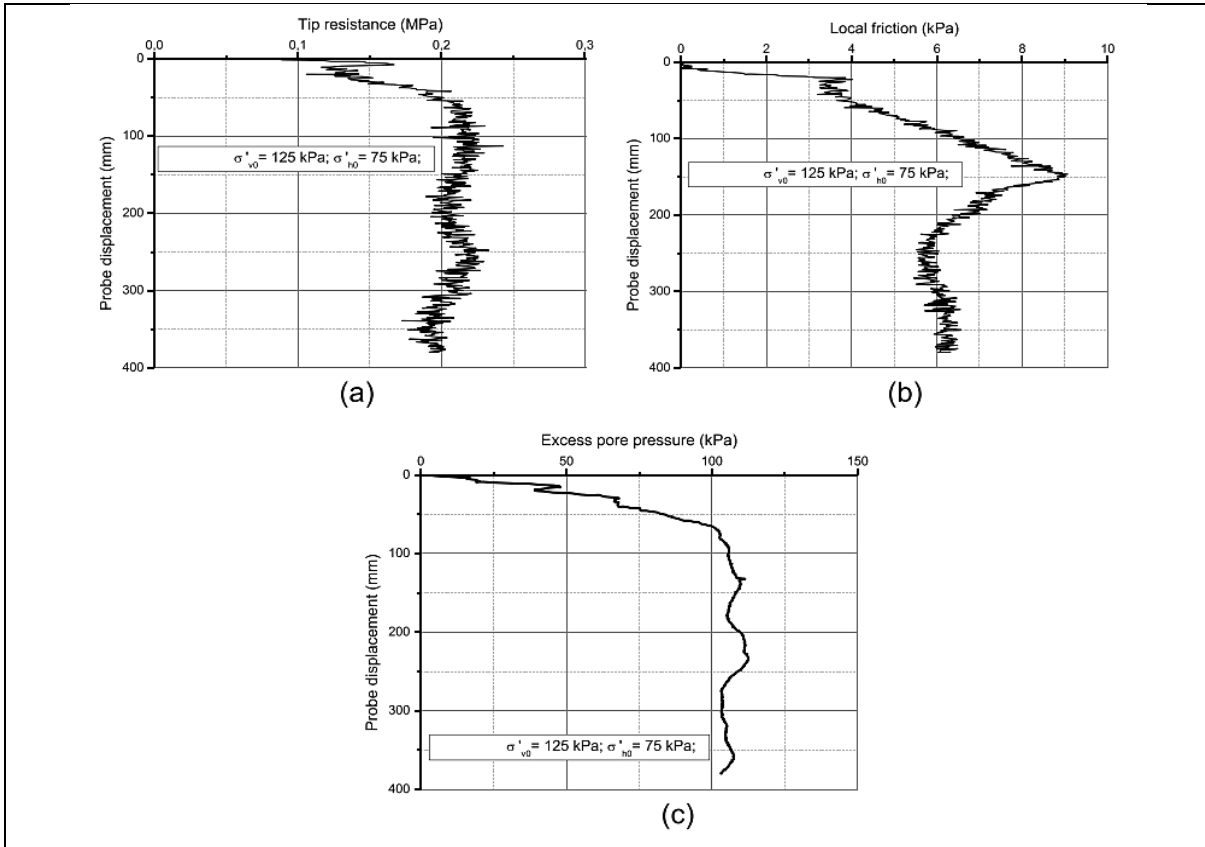 Tip resistance (MPa)
0,0 0,1 0,2 0,3
0
100
200
300
400
Probe displacement (mm)
σ'v0= 125 kPa; σ'h0= 75 kPa;
(a)
Local friction (kPa)
0 2 4 6 8 10
0
100
200
300
400
Probe displacement (mm)
σ'v0= 125 kPa; σ'h0= 75 kPa;
(b)
Excess pore pressure (kPa)
0 50 100 150
0
100
200
300
400
Probe displacement (mm)
σ'v0= 125 kPa; σ'h0= 75 kPa;
(c)